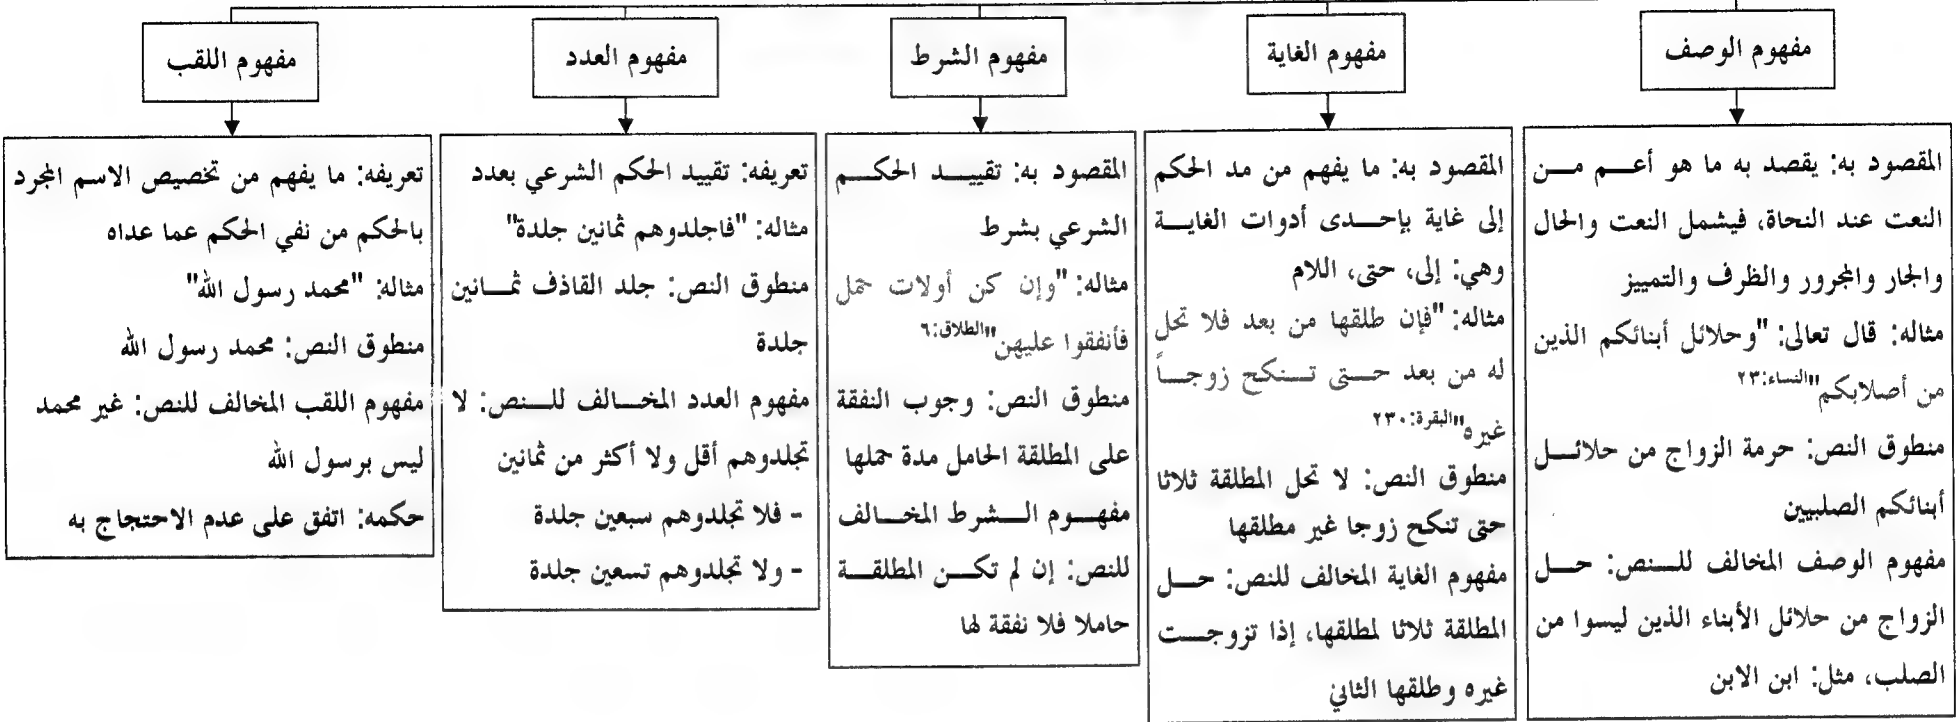 مفهوم الوصف
مفهوم الغاية
مفهوم الشرط
مفهوم العدد
مفهوم اللقب
المقصود به: يقصد به ما هو أعم من
النعت عند النحاة، فيشمل النعت والحال
والجار والمجرور والظرف والتمييز
مثاله: قال تعالى: "وحلائل أبنائكم الذين
من أصلابكم"النساء:٢٣
منطوق النص: حرمة الزواج من حلائل
أبنائكم الصلبيين
مفهوم الوصف المخالف للنص: حل
الزواج من حلائل الأبناء الذين ليسوا من
الصلب، مثل: ابن الابن
المقصود به: ما يفهم من مد الحكم
إلى غاية بإحدى أدوات الغاية
وهي: إلى، حتى، اللام
مثاله: "فإن طلقها من بعد فلا تحل
له من بعد حتى تنكح زوجاً
غيره"البقرة:٢٣٠
منطوق النص: لا تحل المطلقة ثلاثا
حتى تنكح زوجا غير مطلقها
مفهوم الغاية المخالف للنص: حل
المطلقة ثلاثا لمطلقها، إذا تزوجت
غيره وطلقها الثاني
المقصود به: تقييد الحكم
الشرعي بشرط
مثاله: "وإن كن أولات حمل
فأنفقوا عليهن"الطلاق:٦
منطوق النص: وجوب النفقة
على المطلقة الحامل مدة حملها
مفهوم الشرط المخالف
للنص: إن لم تكن المطلقة
حاملا فلا نفقة لها
تعريفه: تقييد الحكم الشرعي بعدد
مثاله: "فاجلدوهم ثمانين جلدة"
منطوق النص: جلد القاذف ثمانين
جلدة
مفهوم العدد المخالف للنص: لا
تجلدوهم أقل ولا أكثر من ثمانين
- فلا تجلدوهم سبعين جلدة
- ولا تجلدوهم تسعين جلدة
تعريفه: ما يفهم من تخصيص الاسم المجرد
بالحكم من نفي الحكم عما عداه
مثاله: "محمد رسول الله"
منطوق النص: محمد رسول الله
مفهوم اللقب المخالف للنص: غير محمد
ليس برسول الله
حكمه: اتفق على عدم الاحتجاج به